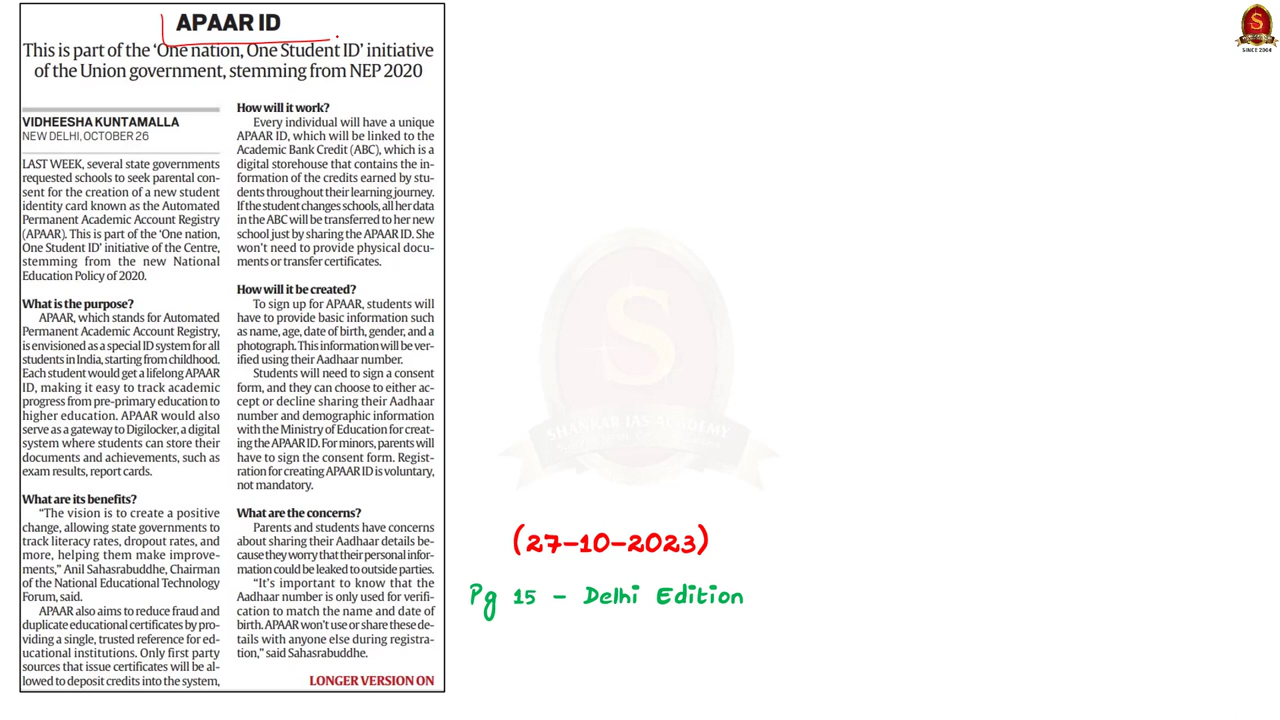 APAAR ID
This is part of the ‘One nation, One Student ID’ initiative
of the Union government, stemming from NEP 2020
VIDHEESHA KUNTAMALLA
NEW DELHI, OCTOBER 26
LAST WEEK, several state governments
requested schools to seek parental con-
sent for the creation of a new student
identity card known as the Automated
Permanent Academic Account Registry
(APAAR). This is part of the ‘One nation,
One Student ID’ initiative of the Centre,
stemming from the new National
Education Policy of 2020.
What is the purpose?
APAAR, which stands for Automated
Permanent Academic Account Registry,
is envisioned as a special ID system for all
students in India, starting from childhood.
Each student would get a lifelong APAAR
ID, making it easy to track academic
progress from pre-primary education to
higher education. APAAR would also
serve as a gateway to Digilocker, a digital
system where students can store their
documents and achievements, such as
exam results, report cards.
What are its benefits?
“The vision is to create a positive
change, allowing state governments to
track literacy rates, dropout rates, and
more, helping them make improve-
ments,” Anil Sahasrabuddhe, Chairman
of the National Educational Technology
Forum, said.
APAAR also aims to reduce fraud and
duplicate educational certificates by pro-
viding a single, trusted reference for ed-
ucational institutions. Only first party
sources that issue certificates will be al-
lowed to deposit credits into the system,
How will it work?
Every individual will have a unique
APAAR ID, which will be linked to the
Academic Bank Credit (ABC), which is a
digital storehouse that contains the in-
formation of the credits earned by stu-
dents throughout their learning journey.
If the student changes schools, all her data
in the ABC will be transferred to her new
school just by sharing the APAAR ID. She
won’t need to provide physical docu-
ments or transfer certificates.
How will it be created?
To sign up for APAAR, students will
have to provide basic information such
as name, age, date of birth, gender, and a
photograph. This information will be ver-
ified using their Aadhaar number.
Students will need to sign a consent
form, and they can choose to either ac-
cept or decline sharing their Aadhar
number and demographic information
with the Ministry of Education for creat-
ing the APAAR ID. For minors, parents will
have to sign the consent form. Regist-
ration for creating APAAR ID is voluntary,
not mandatory.
What are the concerns?
Parents and students have concerns
about sharing their Aadhaar details be-
cause they worry that their personal infor-
mation could be leaked to outside parties.
“It’s important to know that the
Aadhaar number is only used for verifi-
cation to match the name and date of
birth. APAAR won’t use or share these de-
tails with anyone else during registra-
tion,” said Sahasrabuddhe.
LONGER VERSION ON
S
SHANKAR IAS ACADEMY
(27-10-2023)
Pg 15 - Delhi Edition
S
SINCE 2004